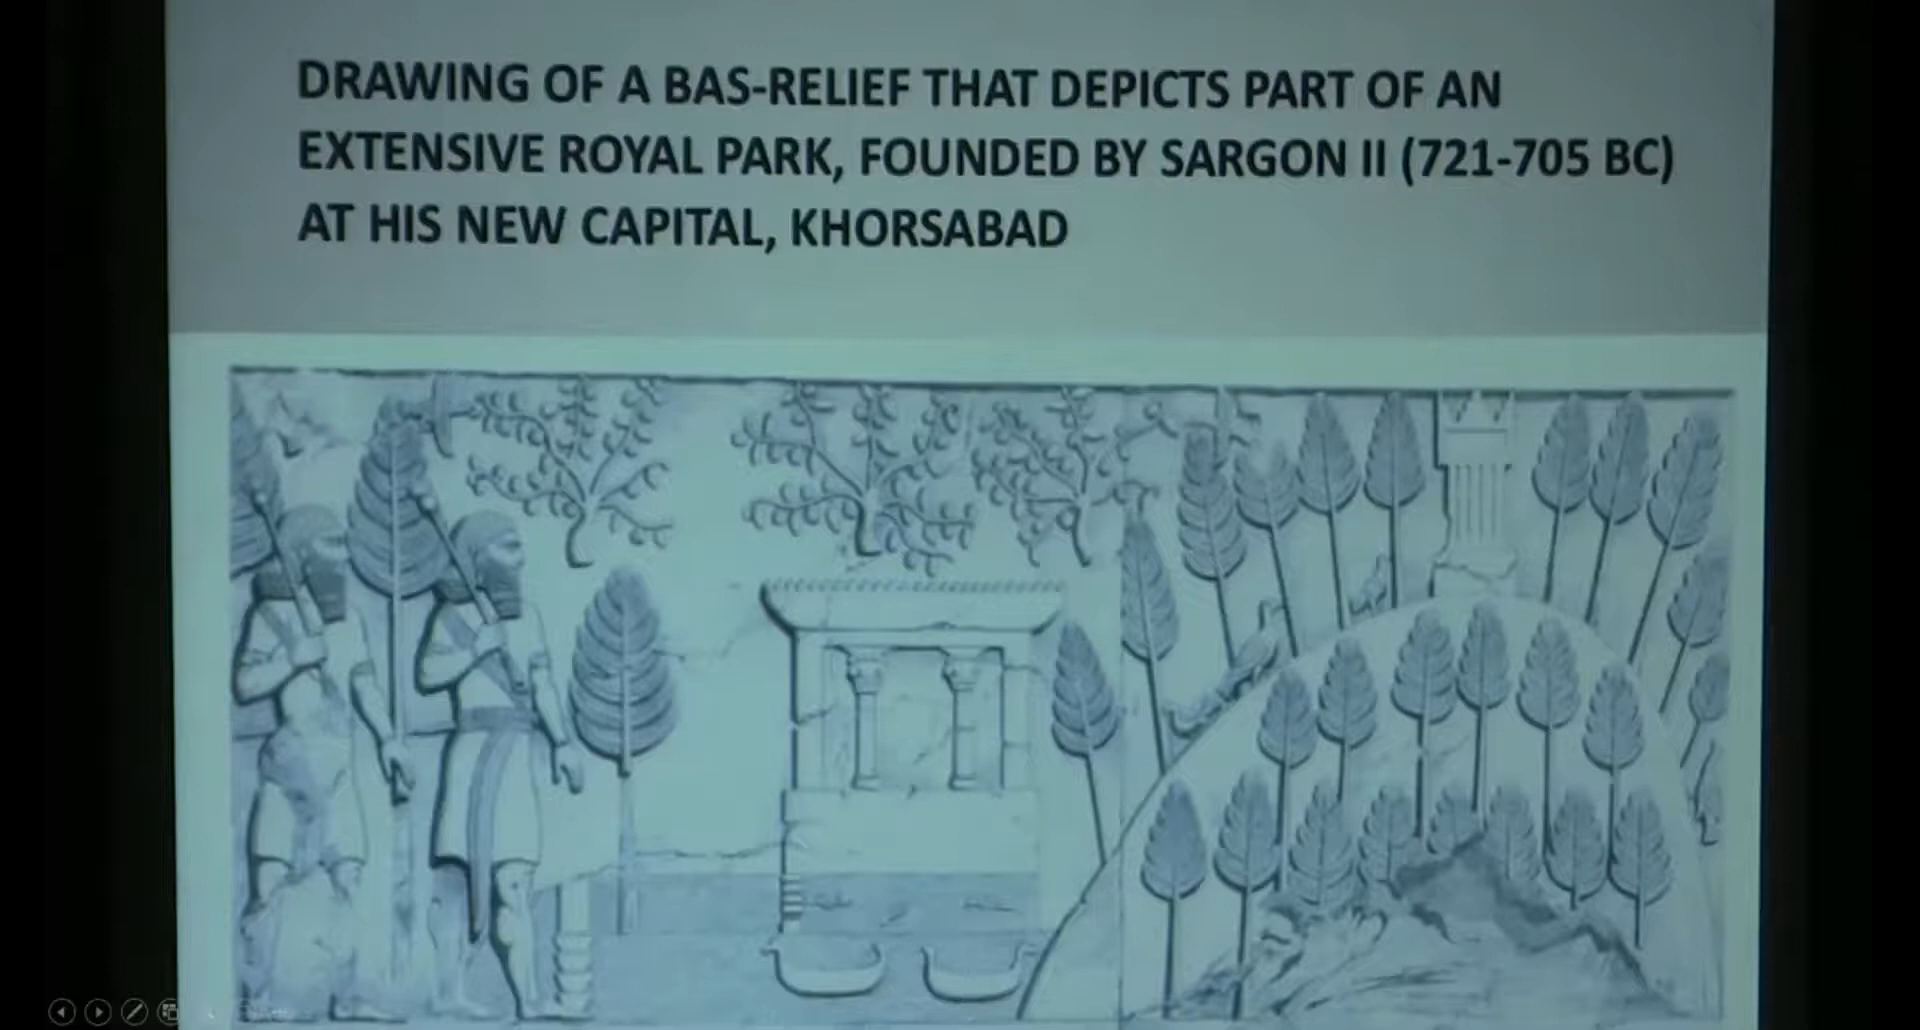 DRAWING OF A BAS-RELIEF THAT DEPICTS PART OF AN
EXTENSIVE ROYAL PARK, FOUNDED BY SARGON II (721-705 BC)
AT HIS NEW CAPITAL, KHORSABAD